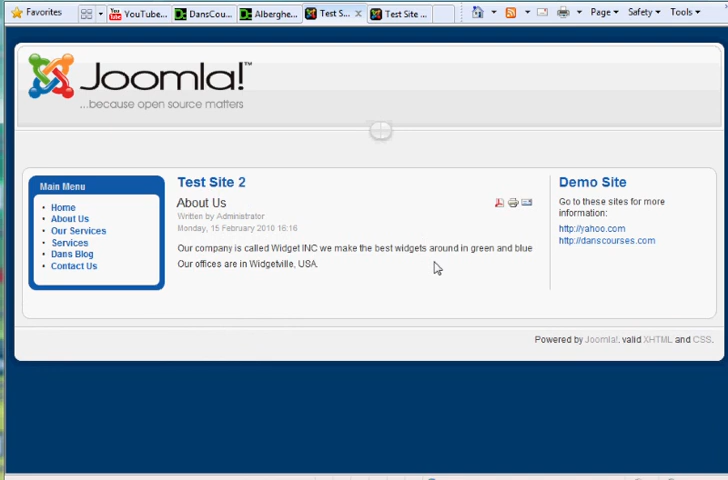 Favorites
YouTube...
DansCou...
Alberghe...
Test S...
Test Site ...
Page
Safety
Tools
Joomla!™
...because open source matters
Main Menu
Home
About Us
Our Services
Services
Dans Blog
Contact Us
Test Site 2
About Us
Written by Administrator
Monday, 15 February 2010 16:16
Our company is called Widget INC we make the best widgets around in green and blue
Our offices are in Widgetville, USA.
Demo Site
Go to these sites for more
information:
http://yahoo.com
http://danscourses.com
Powered by Joomla!. valid XHTML and CSS.